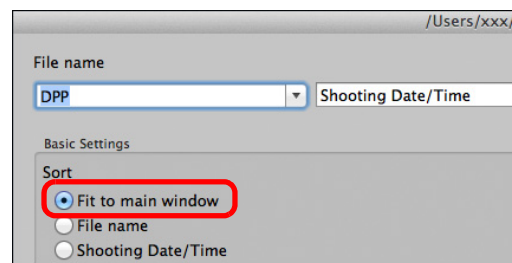 /Users/xxx/
File name
DPP Shooting Date/Time
Basic Settings
Sort
Fit to main window
File name
Shooting Date/Time